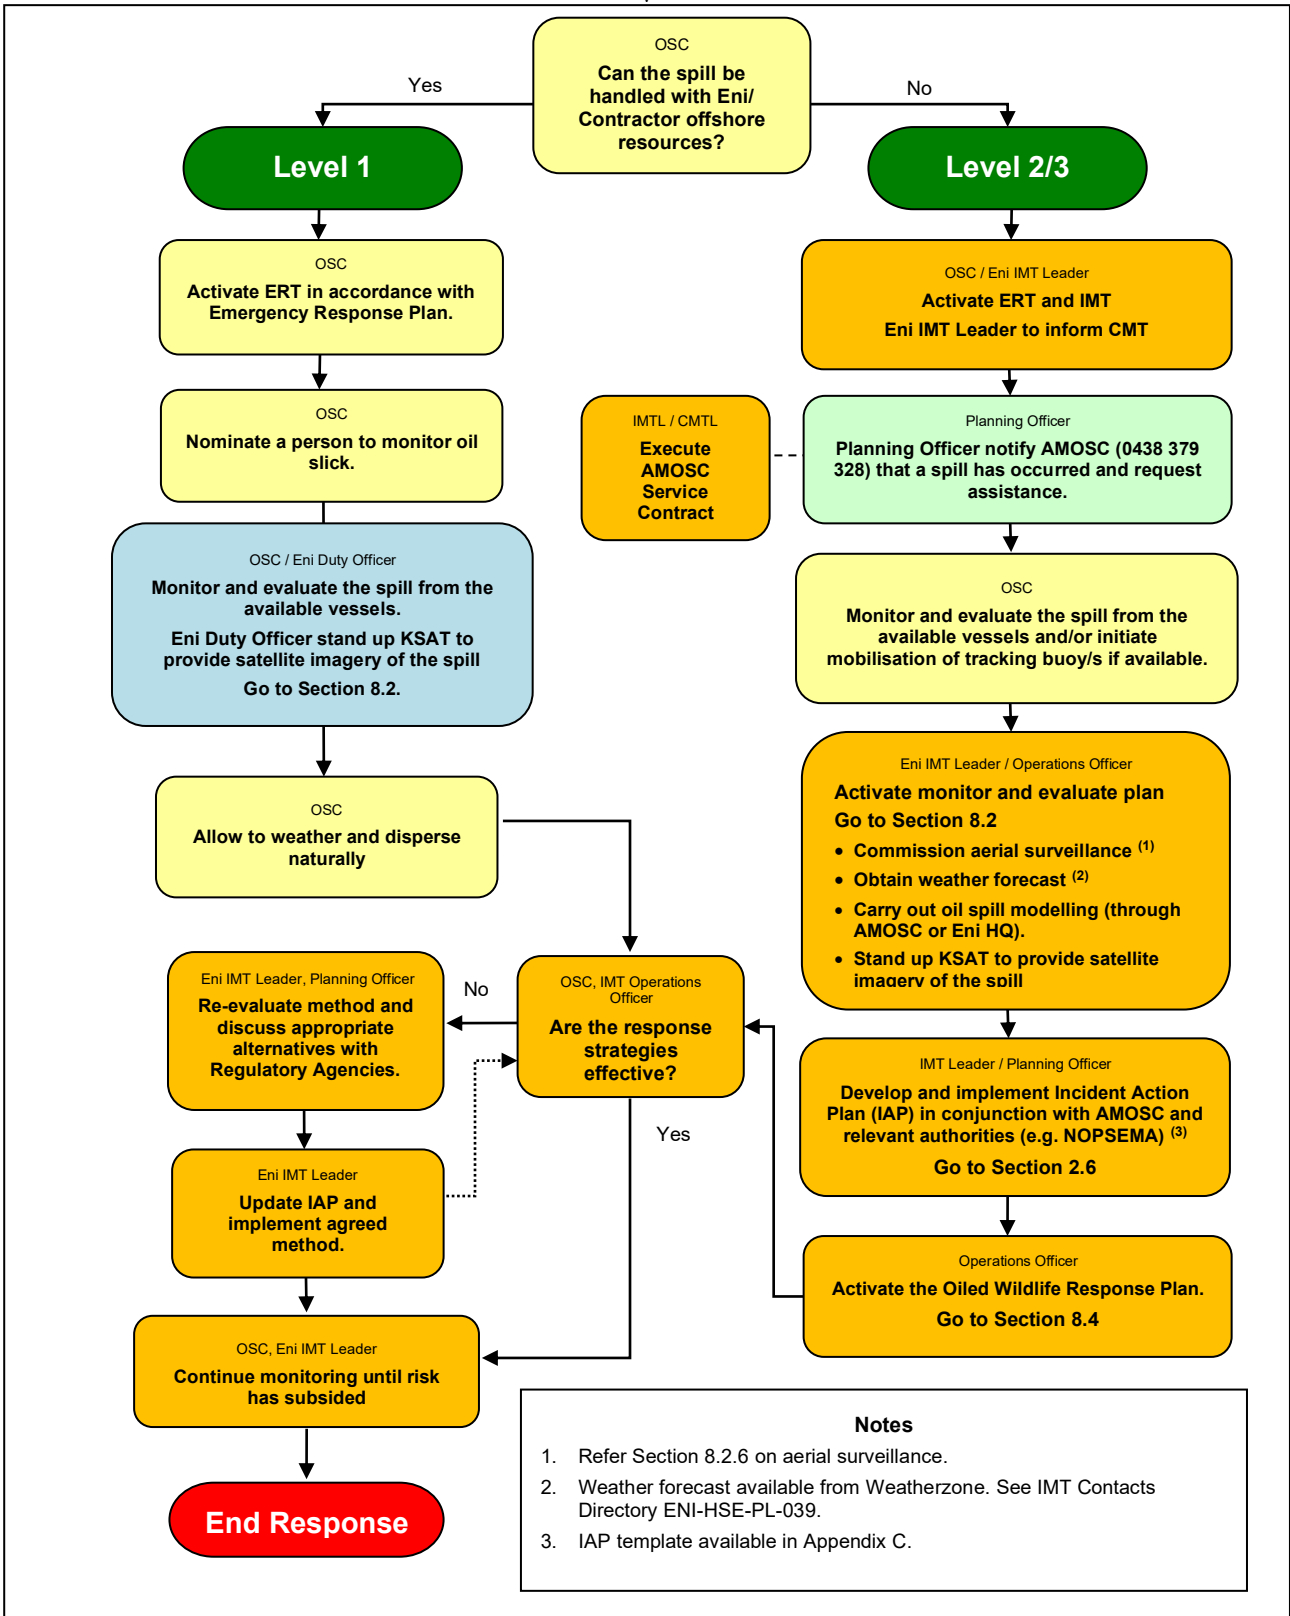 OSC
Can the spill be
handled with Eni/
Contractor offshore
resources?
Yes
No
Level 1
Level 2/3
OSC
Activate ERT in accordance with
Emergency Response Plan.
OSC / Eni IMT Leader
Activate ERT and IMT
Eni IMT Leader to inform CMT
OSC
Nominate a person to monitor oil
slick.
IMTL / CMTL
Execute
AMOSC
Service
Contract
Planning Officer
Planning Officer notify AMOSC (0438 379
328) that a spill has occurred and request
assistance.
OSC / Eni Duty Officer
Monitor and evaluate the spill from the
available vessels.
Eni Duty Officer stand up KSAT to
provide satellite imagery of the spill
Go to Section 8.2.
OSC
Monitor and evaluate the spill from the
available vessels and/or initiate
mobilisation of tracking buoy/s if available.
OSC
Allow to weather and disperse
naturally
Eni IMT Leader / Operations Officer
Activate monitor and evaluate plan
Go to Section 8.2
• Commission aerial surveillance (1)
• Obtain weather forecast (2)
• Carry out oil spill modelling (through
AMOSC or Eni HQ).
• Stand up KSAT to provide satellite
imagery of the spill
Eni IMT Leader, Planning Officer
Re-evaluate method and
discuss appropriate
alternatives with
Regulatory Agencies.
No
OSC, IMT Operations
Officer
Are the response
strategies
effective?
Yes
IMT Leader / Planning Officer
Develop and implement Incident Action
Plan (IAP) in conjunction with AMOSC and
relevant authorities (e.g. NOPSEMA) (3)
Go to Section 2.6
Eni IMT Leader
Update IAP and
implement agreed
method.
Operations Officer
Activate the Oiled Wildlife Response Plan.
Go to Section 8.4
OSC, Eni IMT Leader
Continue monitoring until risk
has subsided
End Response
Notes
1. Refer Section 8.2.6 on aerial surveillance.
2. Weather forecast available from Weatherzone. See IMT Contacts
Directory ENI-HSE-PL-039.
3. IAP template available in Appendix C.